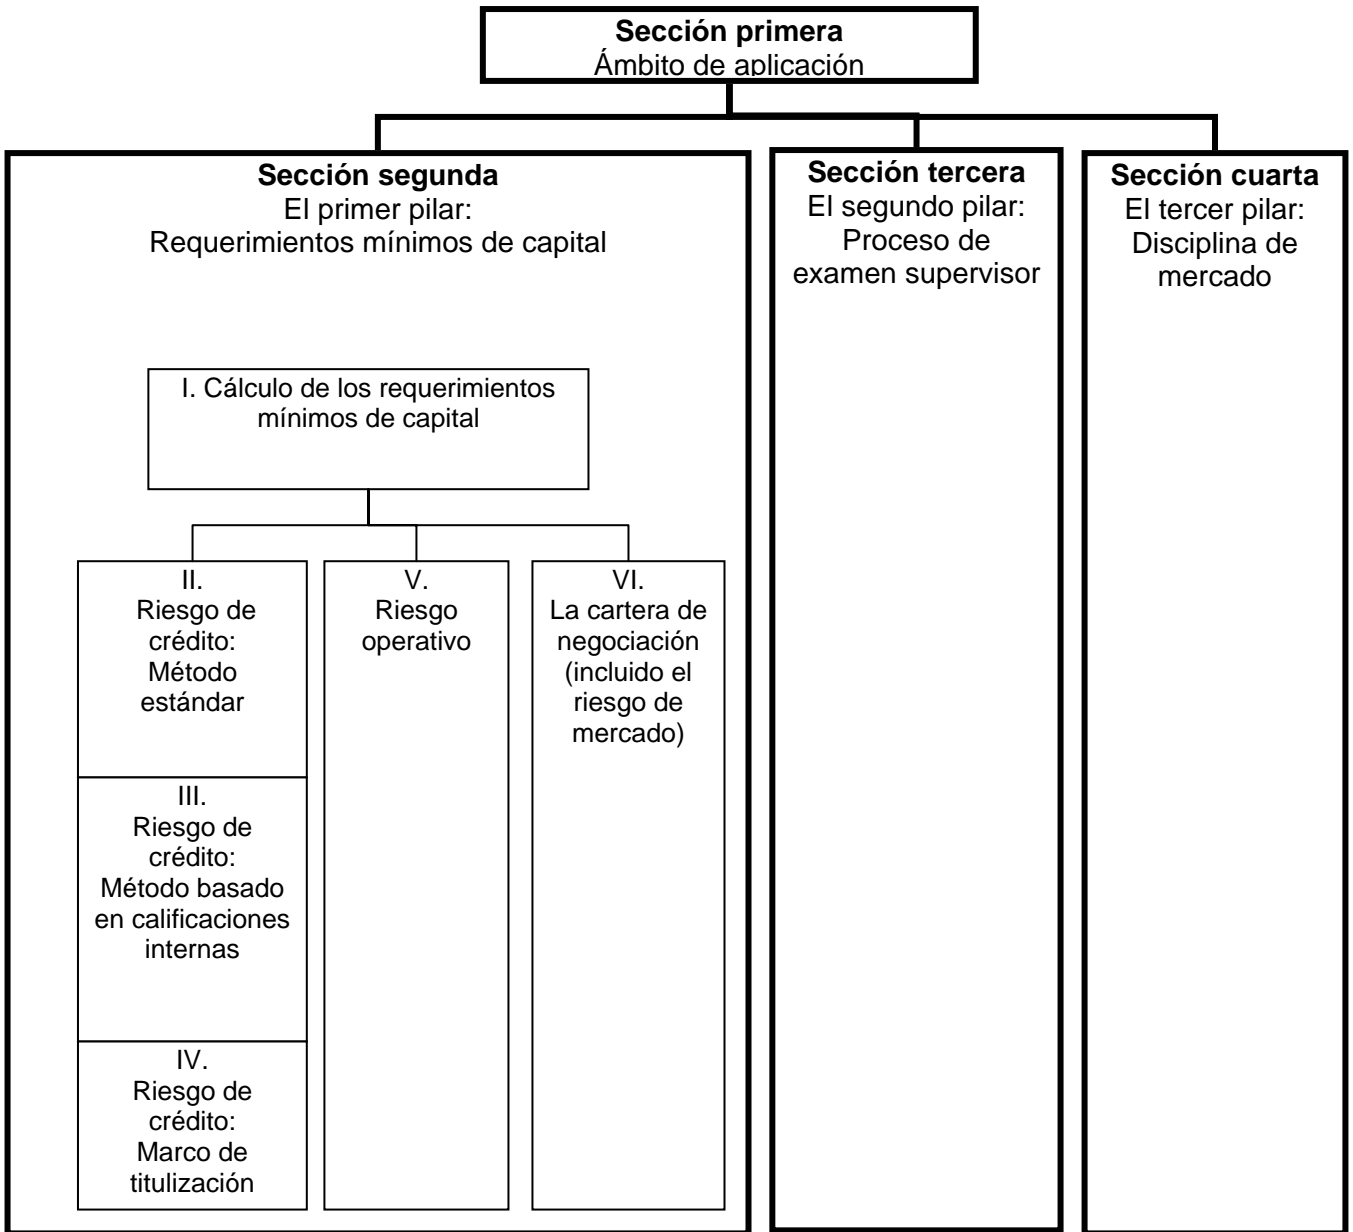 Sección primera
Ámbito de aplicación
Sección segunda
El primer pilar:
Requerimientos mínimos de capital
Sección tercera
El segundo pilar:
Proceso de
examen supervisor
Sección cuarta
El tercer pilar:
Disciplina de
mercado
I. Cálculo de los requerimientos
mínimos de capital
II.
Riesgo de
crédito:
Método
estándar
III.
Riesgo de
crédito:
Método basado
en calificaciones
internas
IV.
Riesgo de
crédito:
Marco de
titulización
V.
Riesgo
operativo
VI.
La cartera de
negociación
(incluido el
riesgo de
mercado)